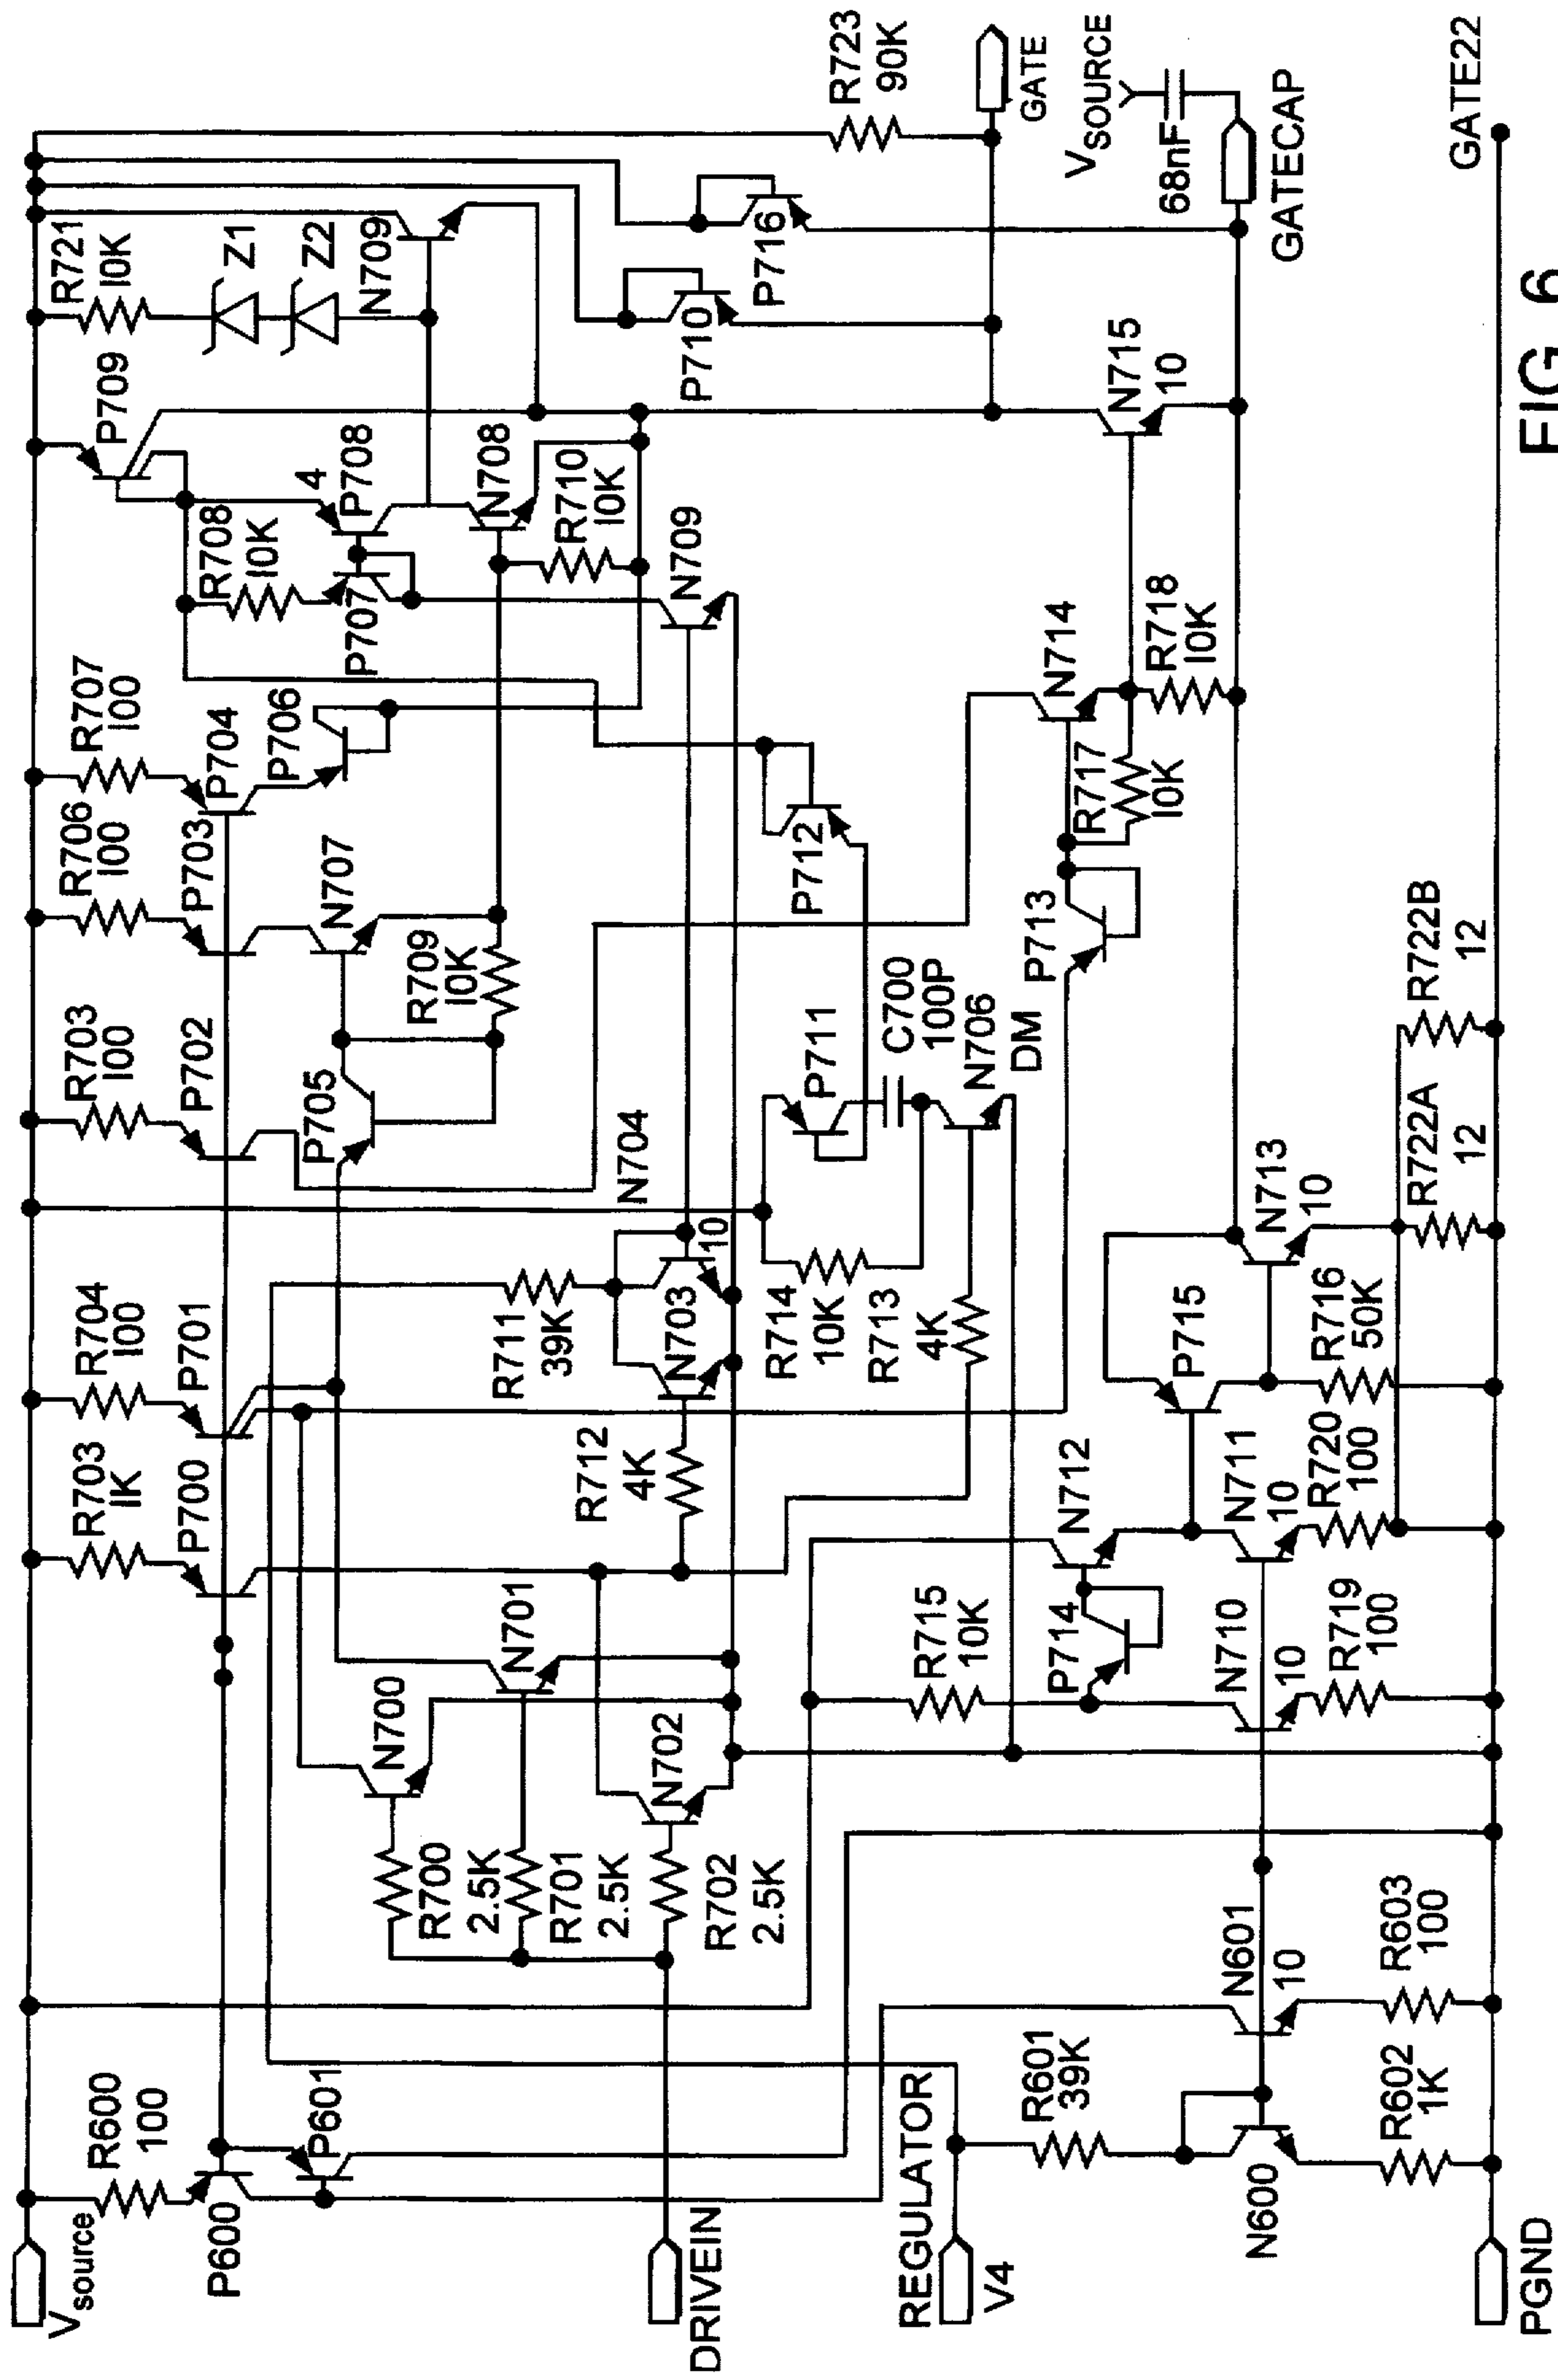 Vsource
R600
100
P600
P601
DRIVEIN
REGULATOR
V4
PGND
R601
39K
N600
R602
1K
N601
10
R603
100
R700
2.5K
R701
2.5K
R702
2.5K
N700
N701
N702
R703
1K
P700
R704
100
P701
R703
100
P702
R706
100
P703
R707
100
P704
P705
P706
N707
R709
10K
R711
39K
N703
N704
10
R712
4K
R714
10K
R713
4K
P711
C700
100P
N706
DM
P712
R715
10K
P714
N712
N710
10
R719
100
N711
10
R720
100
P715
R716
50K
N713
10
R722A
12
R722B
12
P713
R717
10K
N714
R718
10K
N715
10
R708
10K
P707
4
P708
P709
N708
R710
10K
N709
R721
10K
Z1
Z2
N709
P710
P716
R723
90K
GATE
VSOURCE
68nF
GATECAP
GATE22
FIG. 6